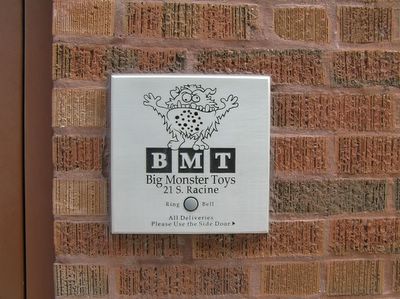 BMT
Big Monster Toys
21 S. Racine
Ring Bell
All Deliveries
Please Use the Side Door